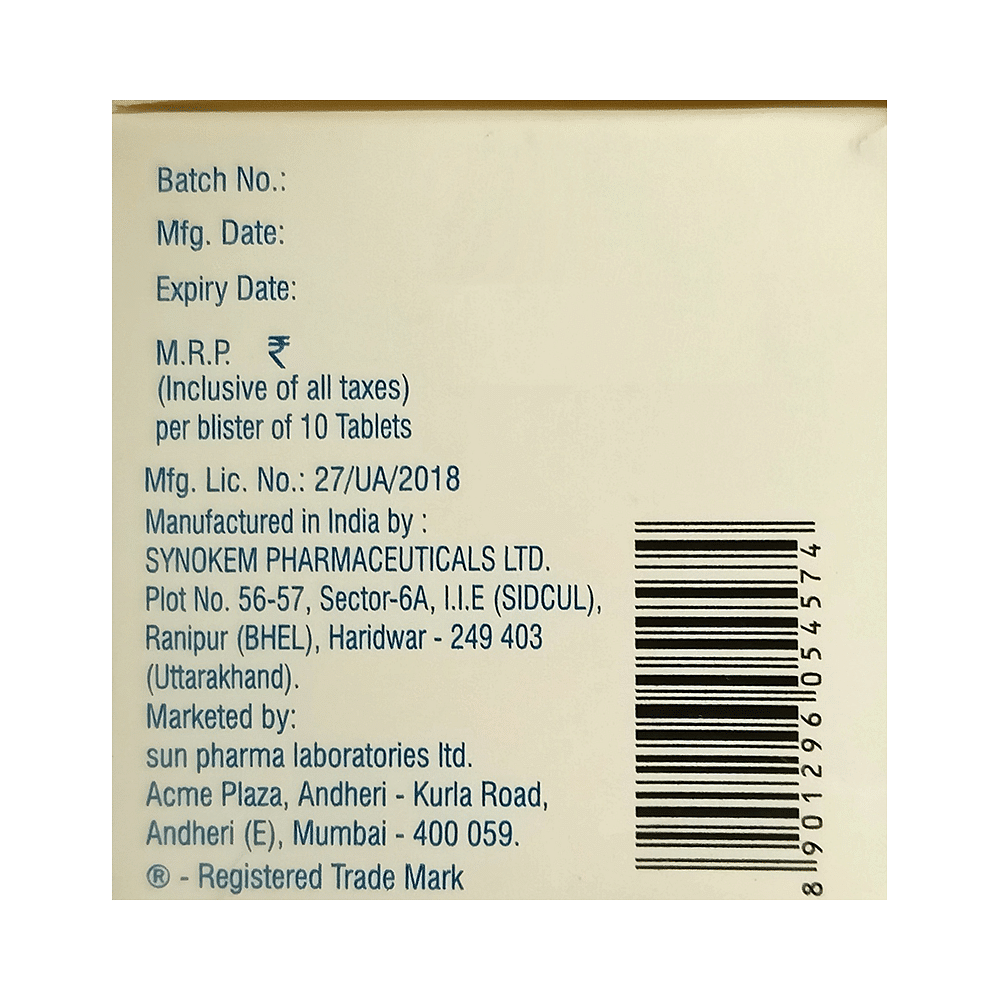 Batch No.:
Mfg. Date:
Expiry Date:
M.R.P. ₹
(Inclusive of all taxes)
per blister of 10 Tablets
Mfg. Lic. No.: 27/UA/2018
Manufactured in India by :
SYNOKEM PHARMACEUTICALS LTD.
Plot No. 56-57, Sector-6A, I.I.E (SIDCUL),
Ranipur (BHEL), Haridwar - 249 403
(Uttarakhand).
Marketed by:
sun pharma laboratories ltd.
Acme Plaza, Andheri - Kurla Road,
Andheri (E), Mumbai - 400 059.
® - Registered Trade Mark
8 901296 054574